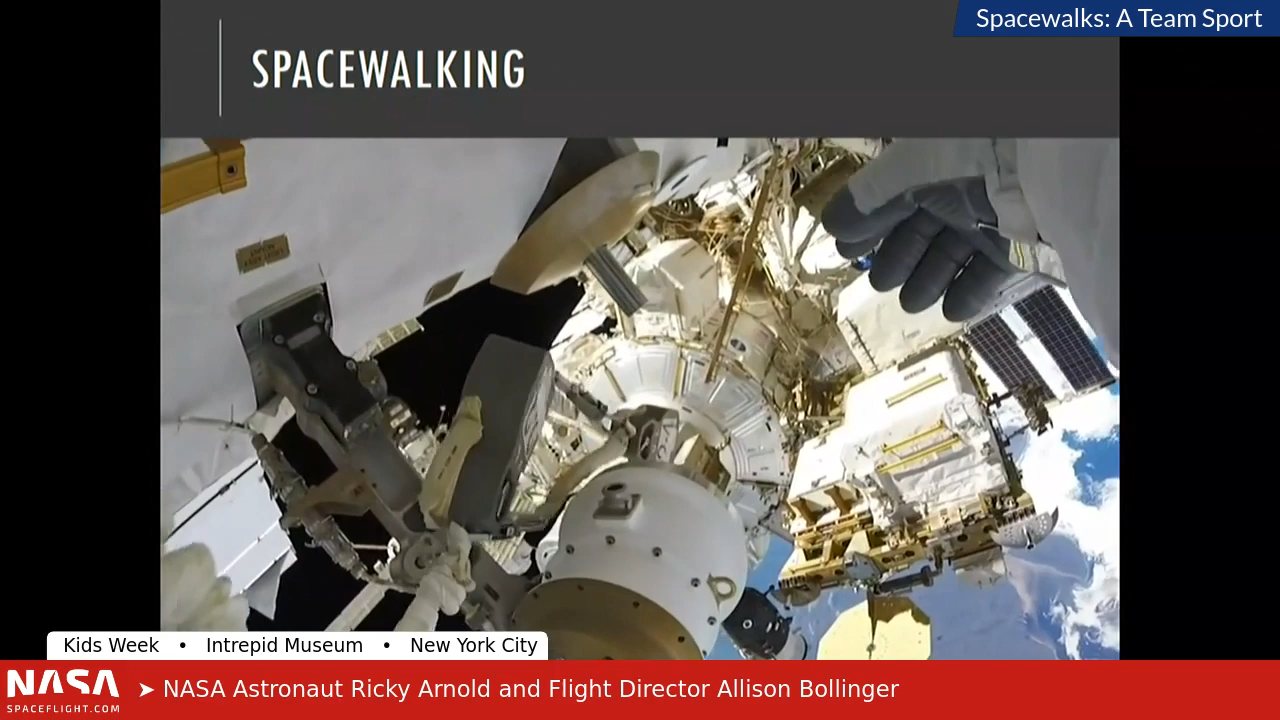 Spacewalks: A Team Sport
SPACEWALKING
Kids Week • Intrepid Museum • New York City
NASA
SPACEFLIGHT.COM
➤ NASA Astronaut Ricky Arnold and Flight Director Allison Bollinger